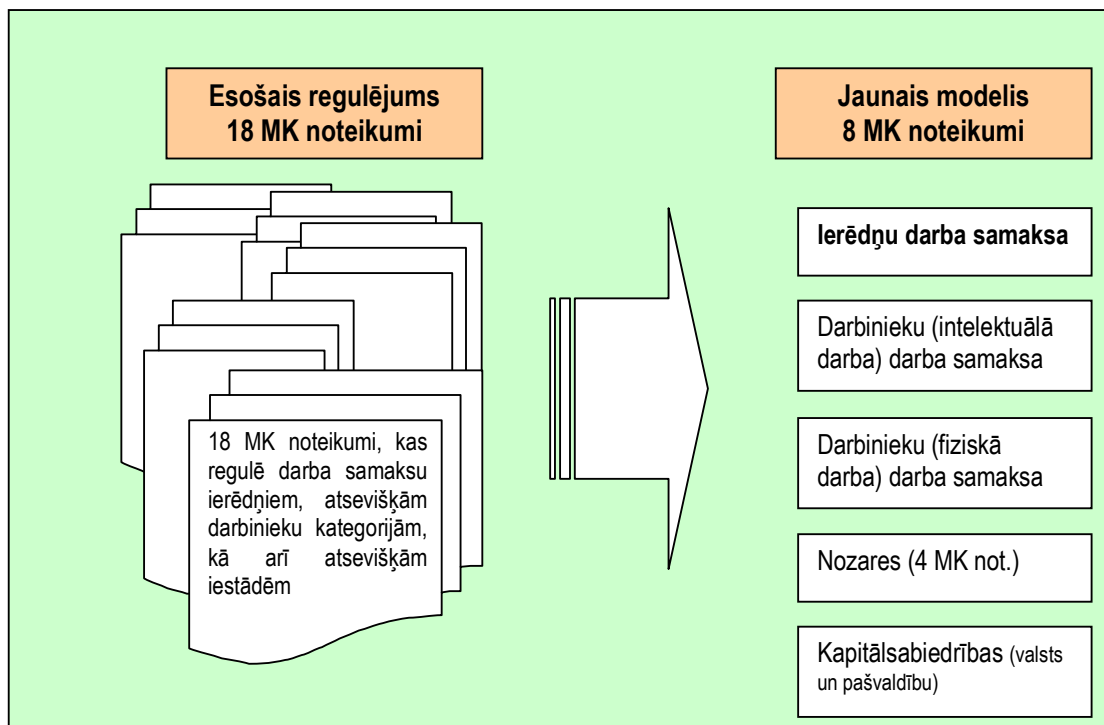 Esošais regulējums
18 MK noteikumi
Jaunais modelis
8 MK noteikumi
18 MK noteikumi, kas
regulē darba samaksu
ierēdņiem, atsevišķām
darbinieku kategorijām,
kā arī atsevišķām
iestādēm
Ierēdņu darba samaksa
Darbinieku (intelektuālā
darba) darba samaksa
Darbinieku (fiziskā
darba) darba samaksa
Nozares (4 MK not.)
Kapitālsabiedrības (valsts
un pašvaldību)